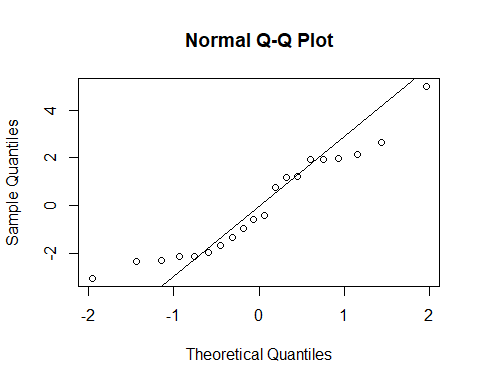 Normal Q-Q Plot
Sample Quantiles
4
2
0
-2
-2 -1 0 1 2
Theoretical Quantiles